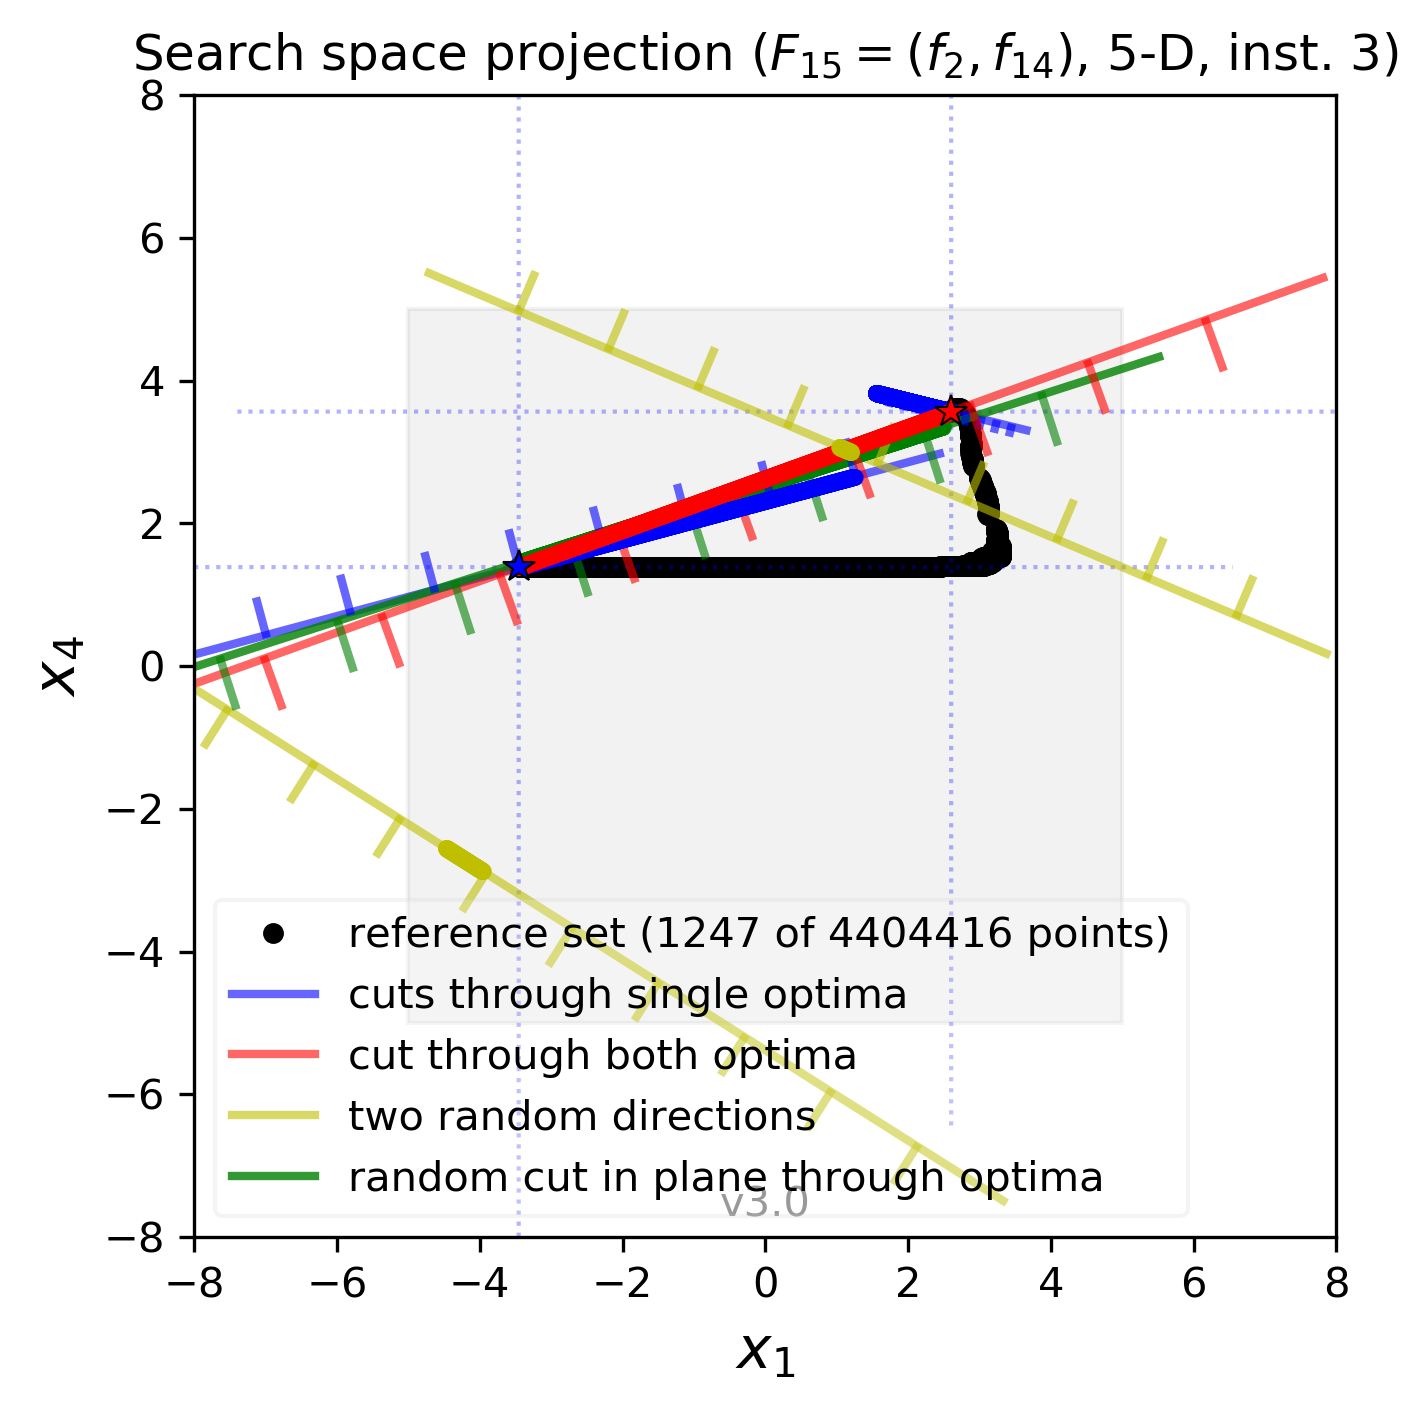 Search space projection (F15 = (f2, f14), 5-D, inst. 3)
8
6
4
2
0
−2
−4
−6
−8
x4
reference set (1247 of 4404416 points)
cuts through single optima
cut through both optima
two random directions
random cut in plane through optima
v3.0
−8 −6 −4 −2 0 2 4 6 8
x1